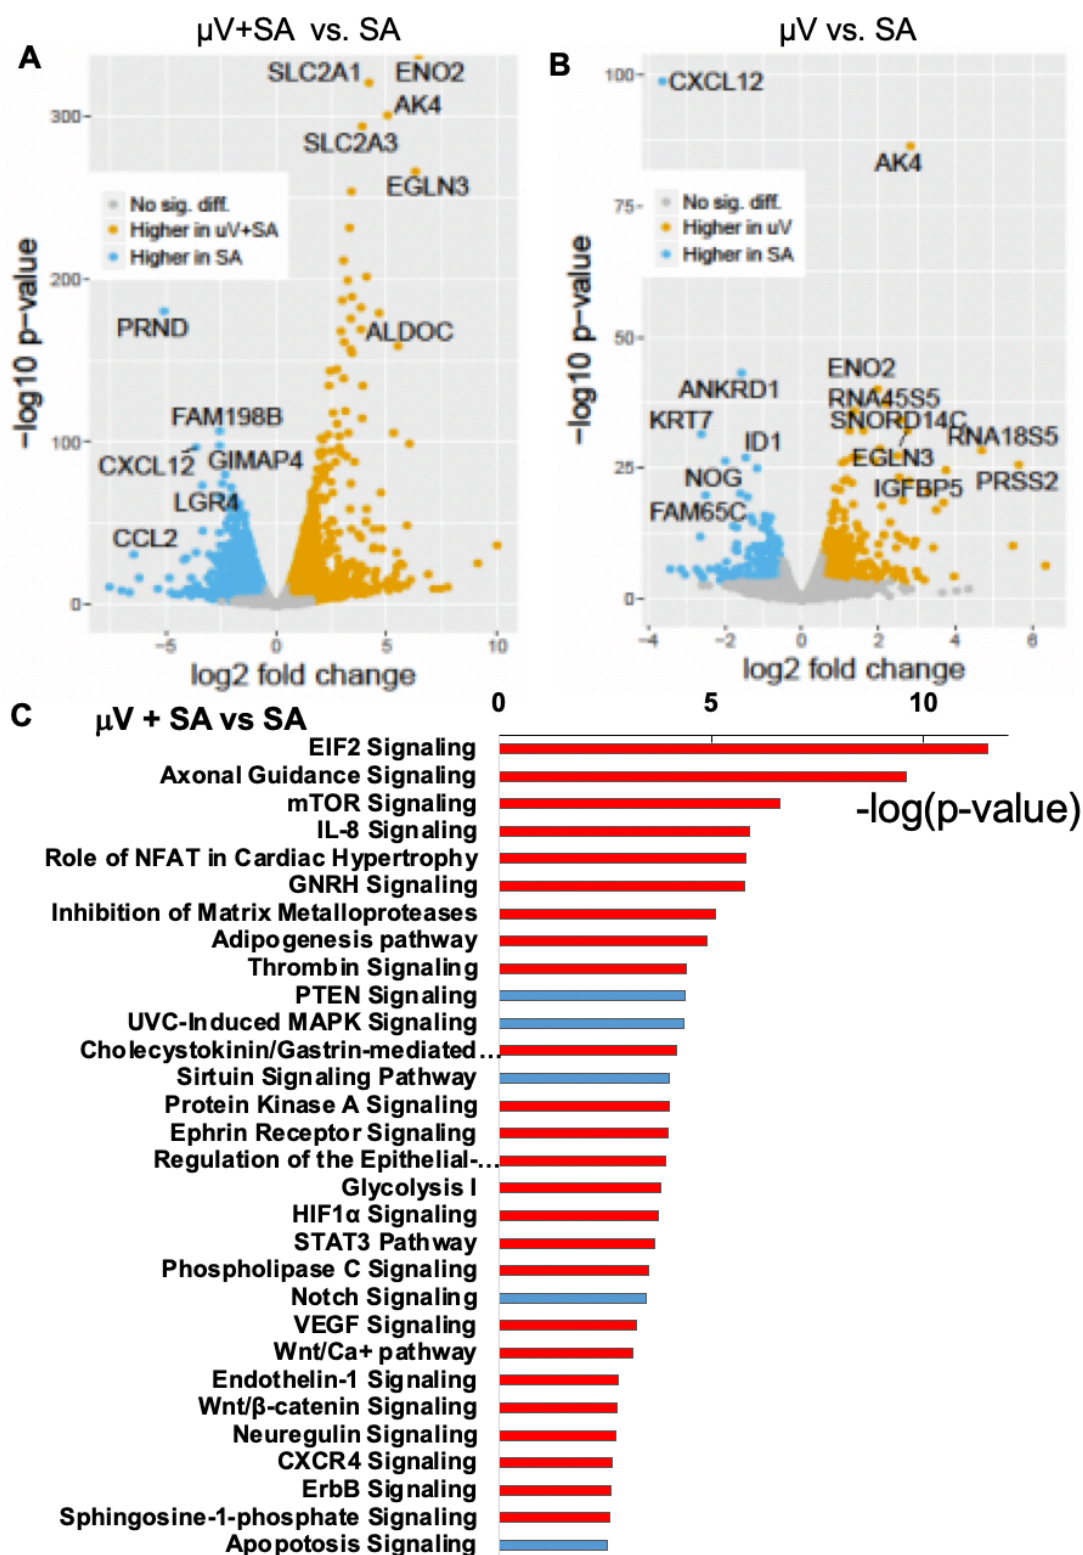 µV+SA vs. SA
A
SLC2A1
ENO2
AK4
SLC2A3
EGLN3
No sig. diff.
Higher in uV+SA
Higher in SA
PRND
ALDOC
FAM198B
CXCL12
GIMAP4
LGR4
CCL2
300
200
100
0
−log10 p−value
−5
0
5
10
log2 fold change
µV vs. SA
B
CXCL12
AK4
No sig. diff.
Higher in uV
Higher in SA
ENO2
ANKRD1
RNA45S5
KRT7
SNORD14C
ID1
RNA18S5
EGLN3
NOG
IGFBP5
PRSS2
FAM65C
100
75
50
25
0
−log10 p−value
−4
−2
0
2
4
6
log2 fold change
C
µV + SA vs SA
0
5
10
-log(p-value)
EIF2 Signaling
Axonal Guidance Signaling
mTOR Signaling
IL-8 Signaling
Role of NFAT in Cardiac Hypertrophy
GNRH Signaling
Inhibition of Matrix Metalloproteases
Adipogenesis pathway
Thrombin Signaling
PTEN Signaling
UVC-Induced MAPK Signaling
Cholecystokinin/Gastrin-mediated…
Sirtuin Signaling Pathway
Protein Kinase A Signaling
Ephrin Receptor Signaling
Regulation of the Epithelial-…
Glycolysis I
HIF1α Signaling
STAT3 Pathway
Phospholipase C Signaling
Notch Signaling
VEGF Signaling
Wnt/Ca+ pathway
Endothelin-1 Signaling
Wnt/β-catenin Signaling
Neuregulin Signaling
CXCR4 Signaling
ErbB Signaling
Sphingosine-1-phosphate Signaling
Apopotosis Signaling